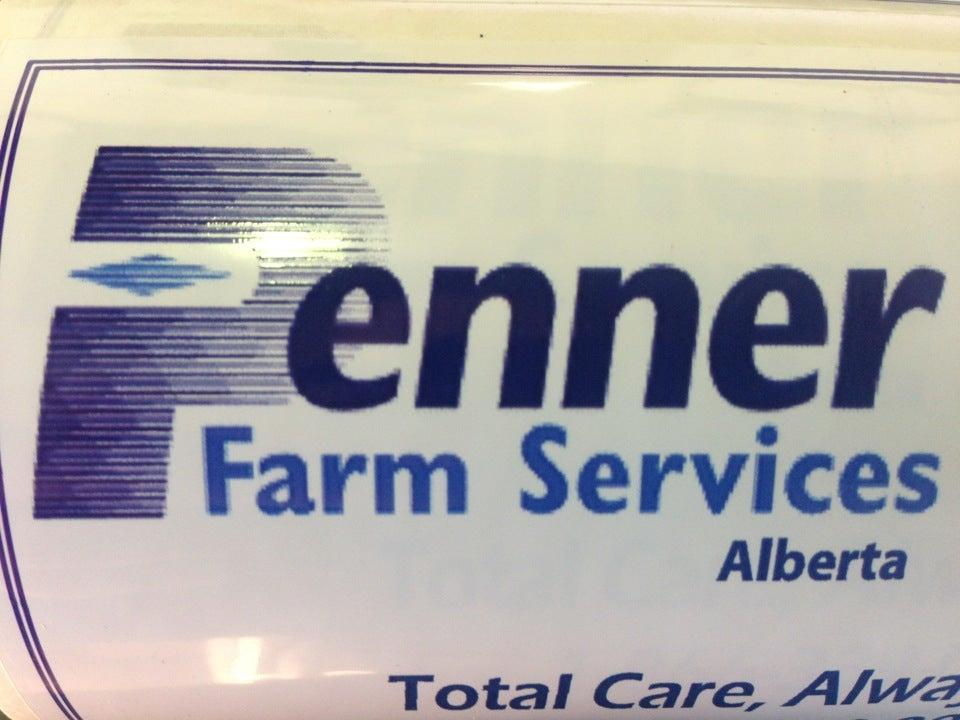 Penner
Farm Services
Alberta
Total Care,